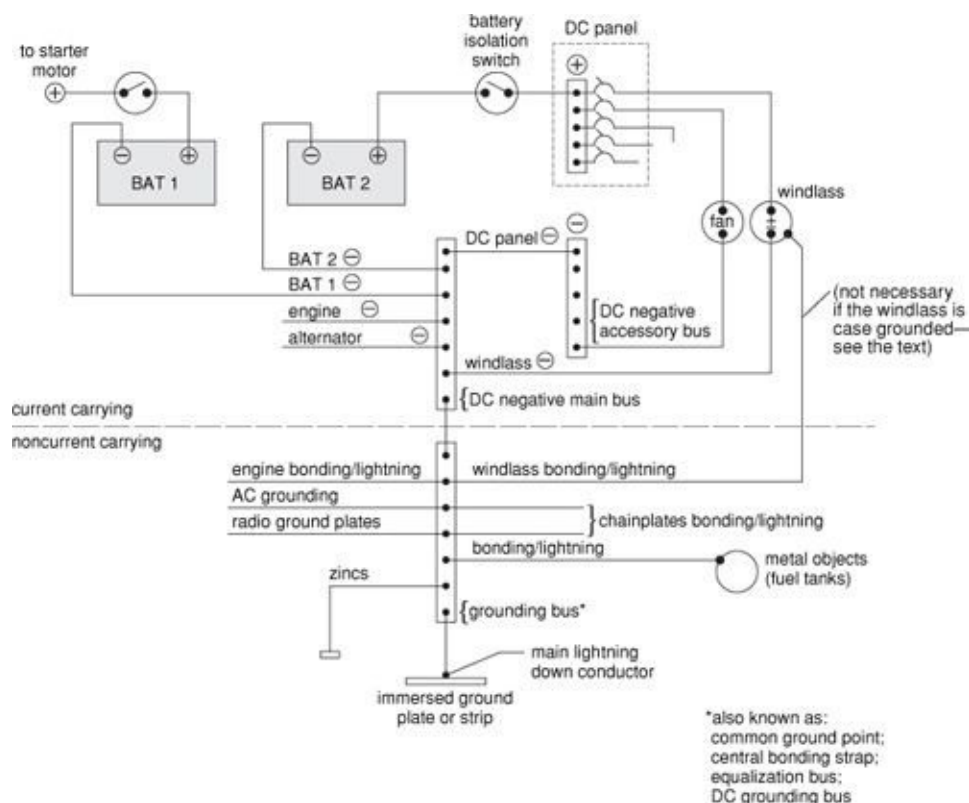 battery
isolation
switch
DC panel
to starter
motor
+
+
−
+
BAT 1
−
+
BAT 2
windlass
fan
DC panel −
−
BAT 2 −
BAT 1 −
engine −
alternator −
DC negative
accessory bus
(not necessary
if the windlass is
case grounded—
see the text)
windlass −
DC negative main bus
current carrying
noncurrent carrying
engine bonding/lightning
windlass bonding/lightning
AC grounding
radio ground plates
chainplates bonding/lightning
bonding/lightning
metal objects
(fuel tanks)
zincs
grounding bus*
main lightning
down conductor
immersed ground
plate or strip
*also known as:
common ground point;
central bonding strap;
equalization bus;
DC grounding bus